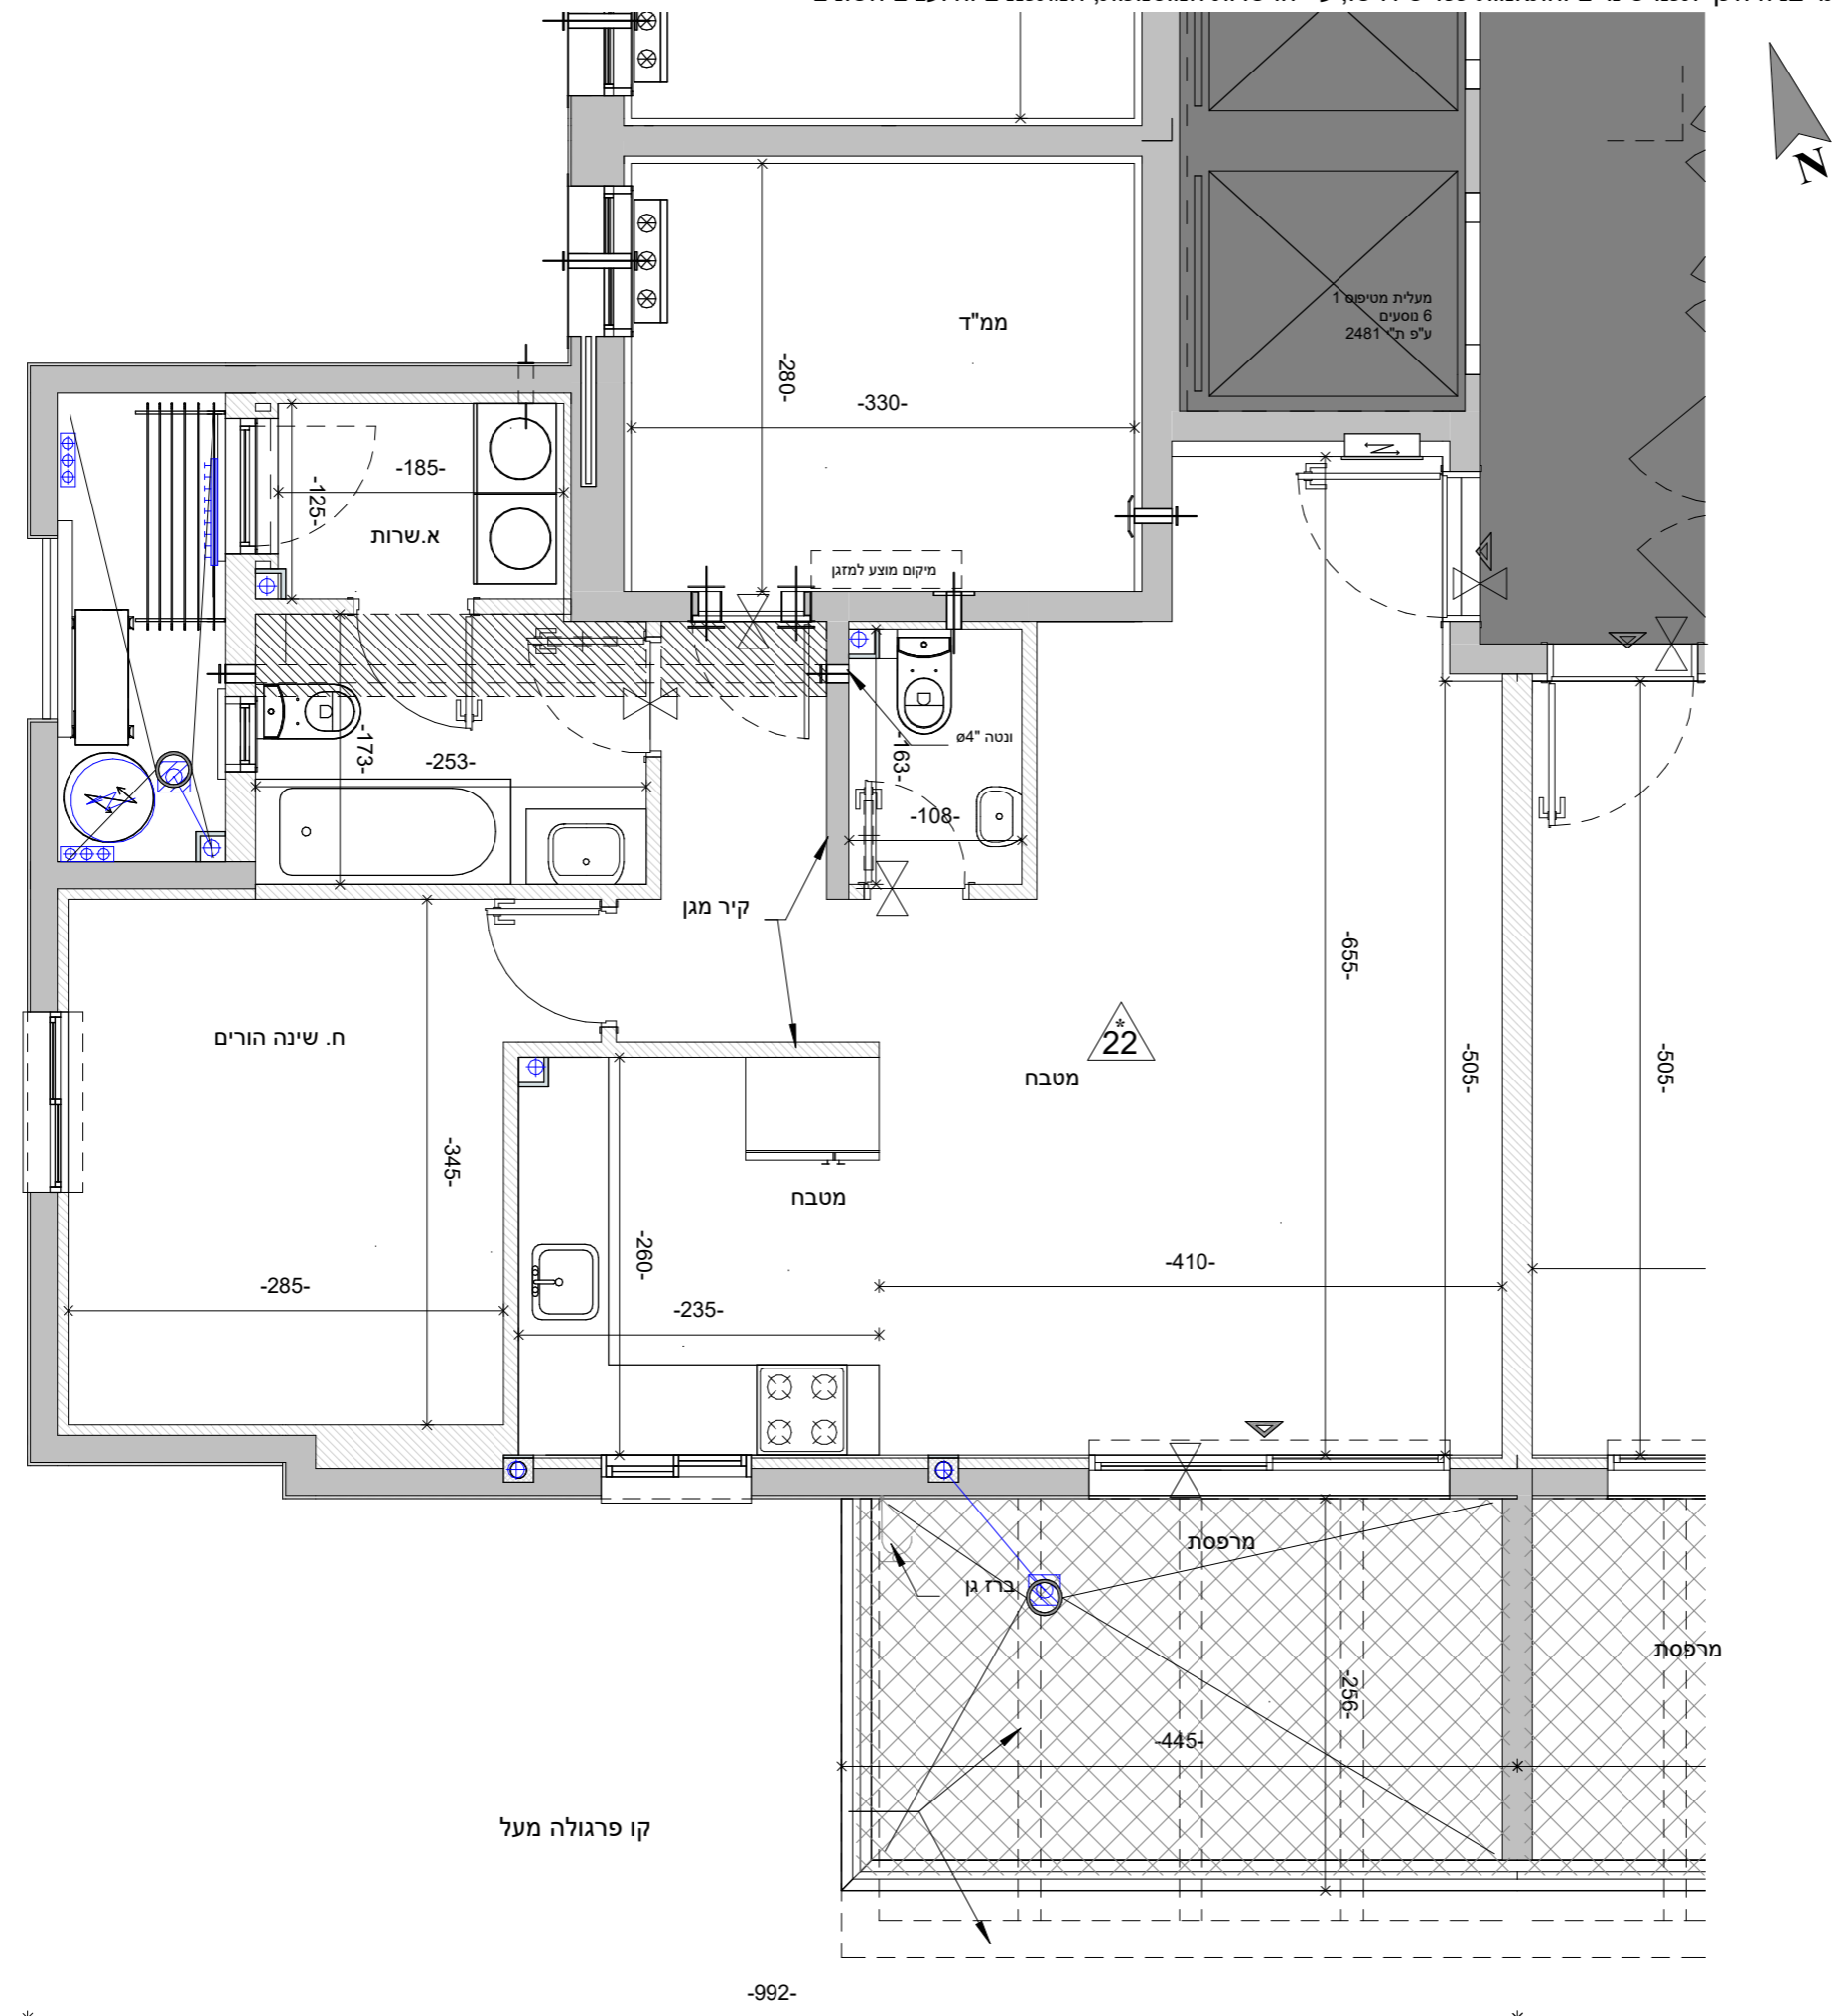 N
מעלית מטיפוס 1
6 נוסעים
ע"פ ת"י 2481
ממ"ד
-280-
-330-
-185-
-125-
א.שרות
מיקום מוצע למזגן
-173-
-253-
-163-
ונטה "4ø
-108-
קיר מגן
-655-
ח. שינה הורים
*
22
מטבח
-505-
-505-
-345-
מטבח
-260-
-410-
-285-
-235-
מרפסת
ברז גן
מרפסת
-256-
-445-
קו פרגולה מעל
-992-